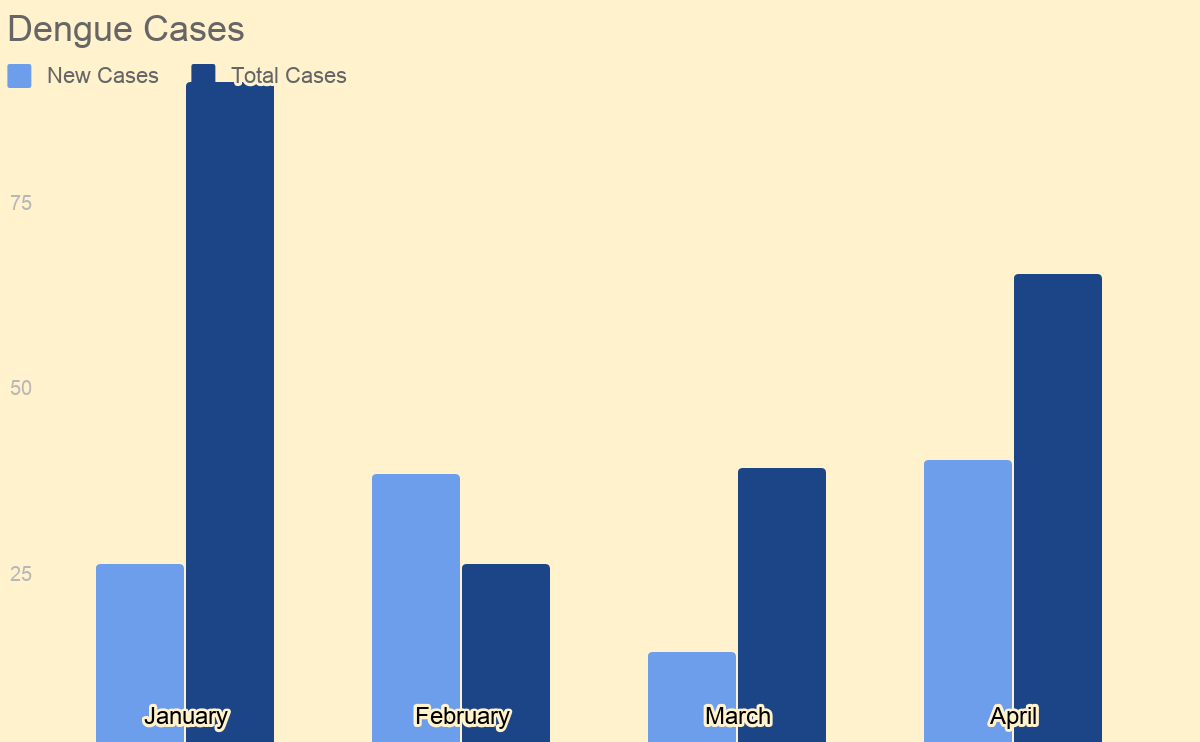 Dengue Cases
New Cases Total Cases
75
50
25
January February March April